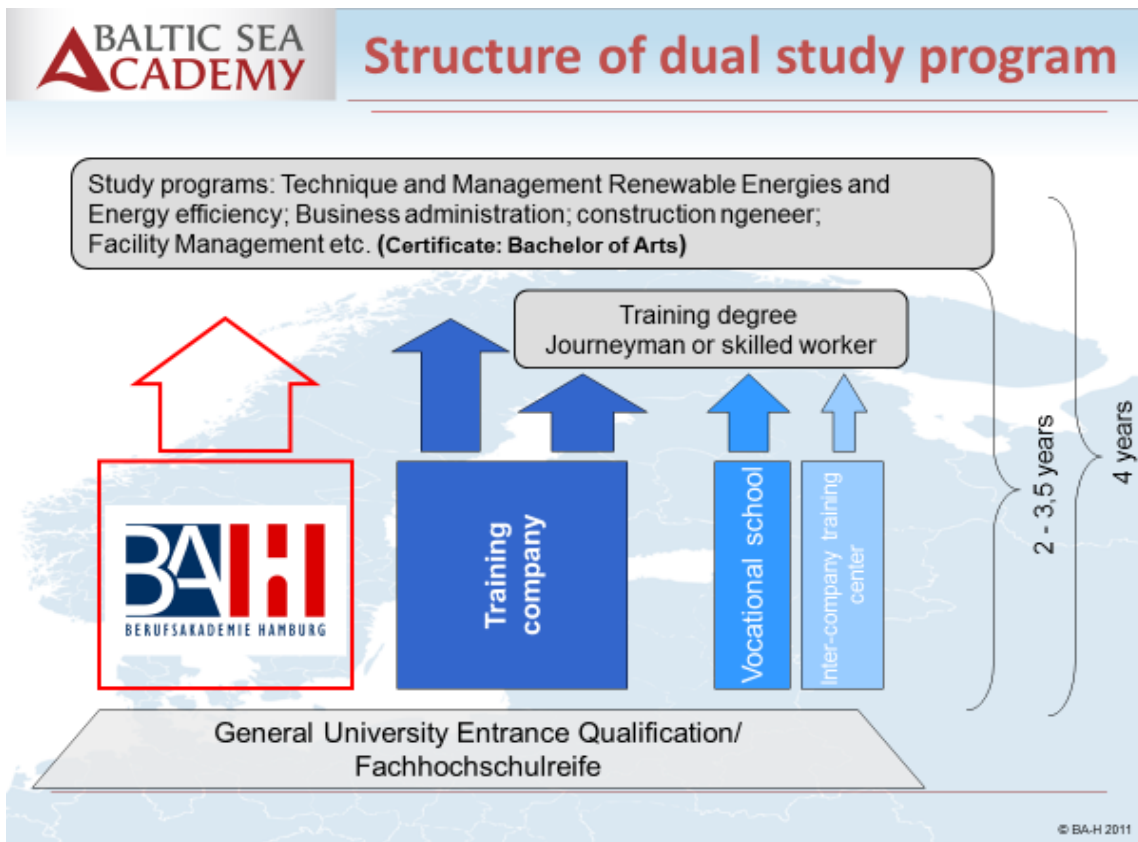 BALTIC SEA
ACADEMY
Structure of dual study program
Study programs: Technique and Management Renewable Energies and
Energy efficiency; Business administration; construction ngeneer;
Facility Management etc. (Certificate: Bachelor of Arts)
Training degree
Journeyman or skilled worker
BAH
BERUFSAKADEMIE HAMBURG
Training
company
Vocational school
Inter-company training
center
2 - 3,5 years
4 years
General University Entrance Qualification/
Fachhochschulreife
© BA-H 2011